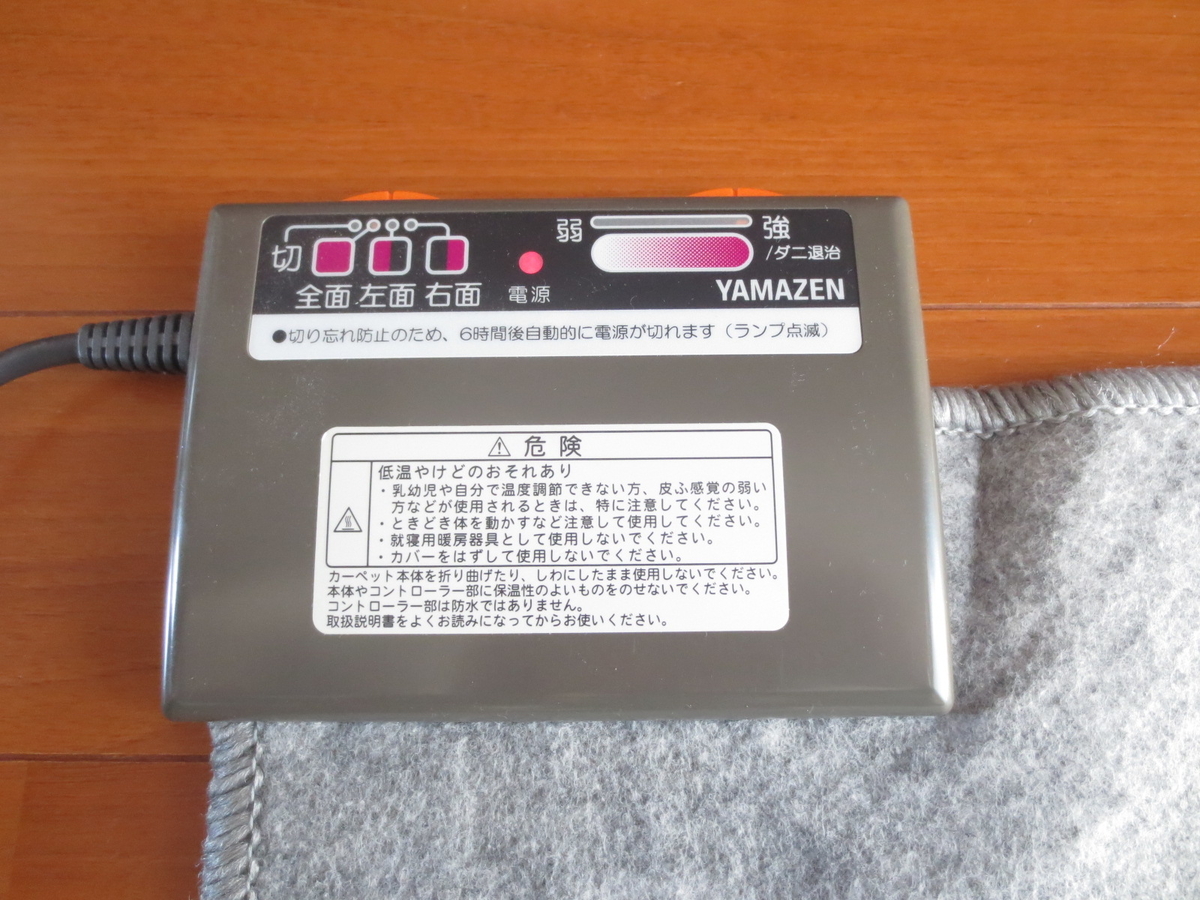 切 全面 左面 右面
電源
弱 強
/ダニ退治
YAMAZEN
●切り忘れ防止のため、6時間後自動的に電源が切れます（ランプ点滅）
⚠ 危険
低温やけどのおそれあり
・乳幼児や自分で温度調節できない方、皮ふ感覚の弱い
方などが使用されるときは、特に注意してください。
・ときどき体を動かすなど注意して使用してください。
・就寝用暖房器具として使用しないでください。
・カバーをはずして使用しないでください。
カーペット本体を折り曲げたり、しわにしたまま使用しないでください。
本体やコントローラー部に保温性のよいものをのせないでください。
コントローラー部は防水ではありません。
取扱説明書をよくお読みになってからお使いください。